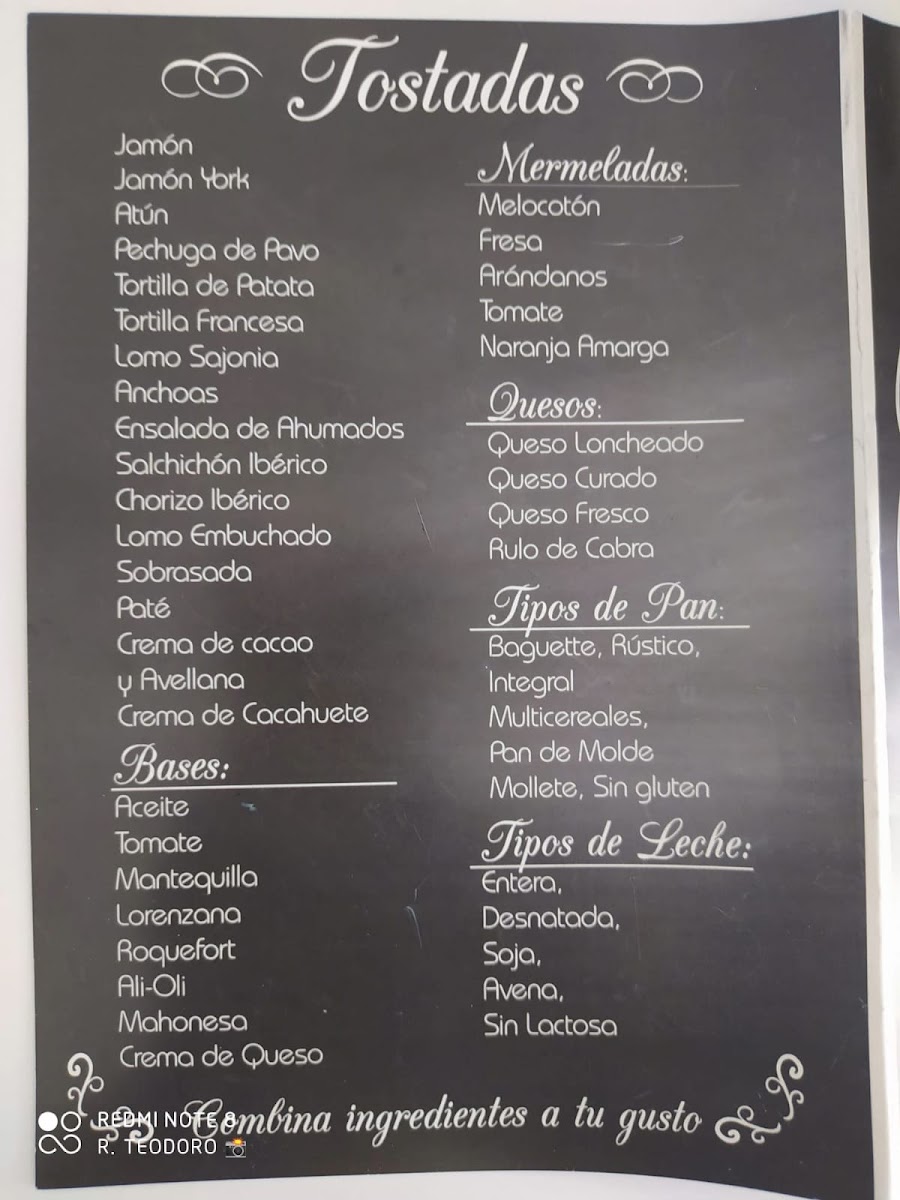 Tostadas
Jamón
Jamón York
Atún
Pechuga de Pavo
Tortilla de Patata
Tortilla Francesa
Lomo Sajonia
Anchoas
Ensalada de Ahumados
Salchichón Ibérico
Chorizo Ibérico
Lomo Embuchado
Sobrasada
Paté
Crema de cacao
y Avellana
Crema de Cacahuete
Bases:
Aceite
Tomate
Mantequilla
Lorenzana
Roquefort
Ali-Oli
Mahonesa
Crema de Queso
Mermeladas:
Melocotón
Fresa
Arándanos
Tomate
Naranja Amarga
Quesos:
Queso Loncheado
Queso Curado
Queso Fresco
Rulo de Cabra
Tipos de Pan:
Baguette, Rústico,
Integral
Multicereales,
Pan de Molde
Mollete, Sin gluten
Tipos de Leche:
Entera,
Desnatada,
Soja,
Avena,
Sin Lactosa
Combina ingredientes a tu gusto
REDMI NOTE 8
R. TEODORO